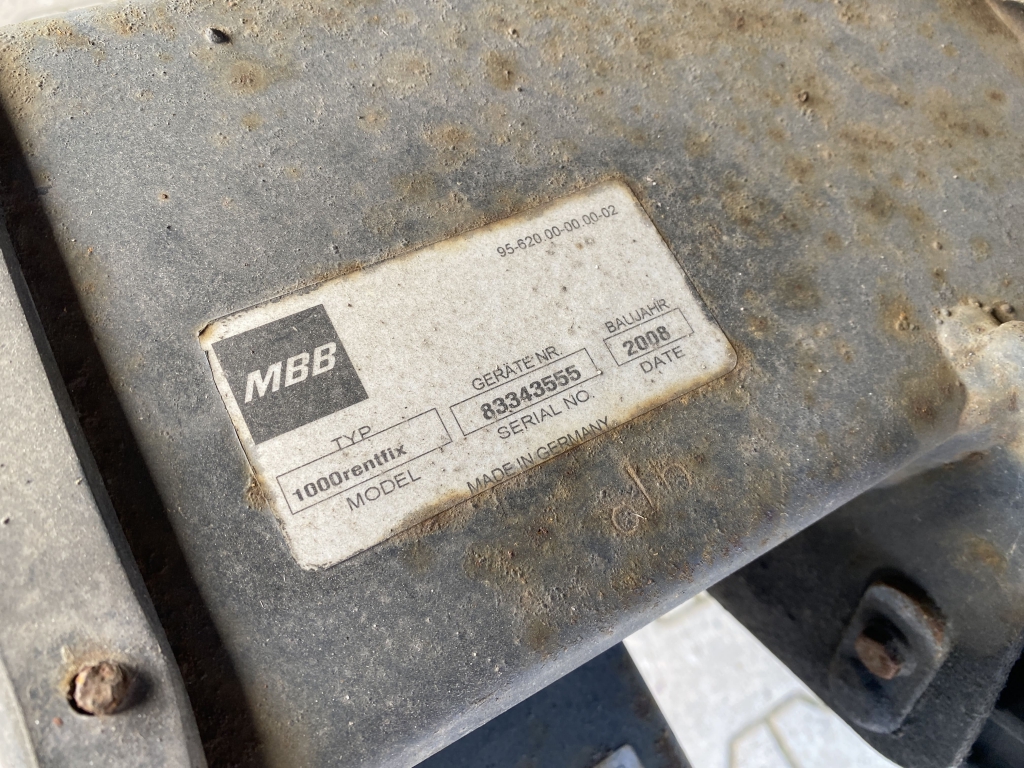 95-620.00-00.00-02
MBB
TYP
1000rentfix
MODEL
GERÄTE NR.
83343555
SERIAL NO.
BAUJAHR
2008
DATE
MADE IN GERMANY